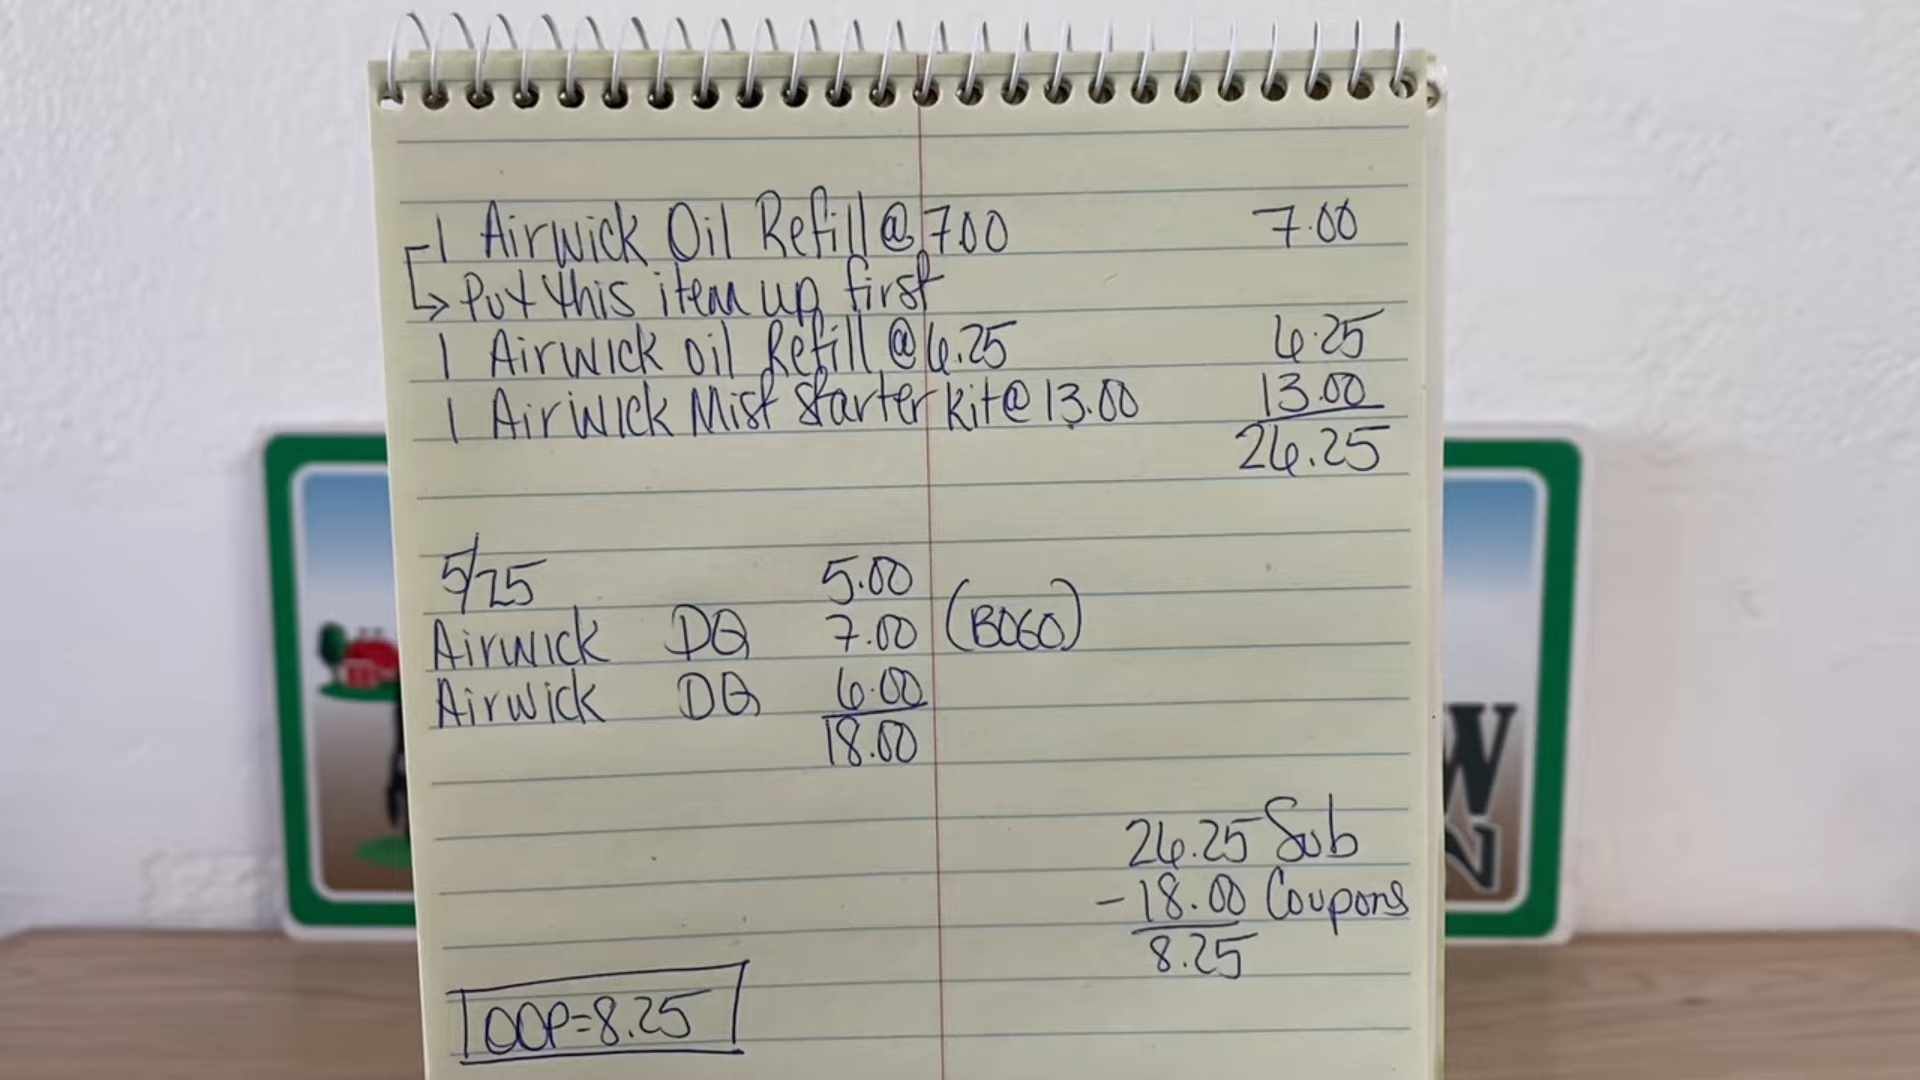 1 Airwick Oil Refill @ 7.00 7.00
Put this item up first
1 Airwick oil Refill @ 6.25 6.25
1 Airwick Mist starter kit @ 13.00 13.00
26.25
5/25 5.00
Airwick DG 7.00 (BOGO)
Airwick DG 6.00
18.00
26.25 Sub
- 18.00 Coupons
8.25
OOP=8.25
W